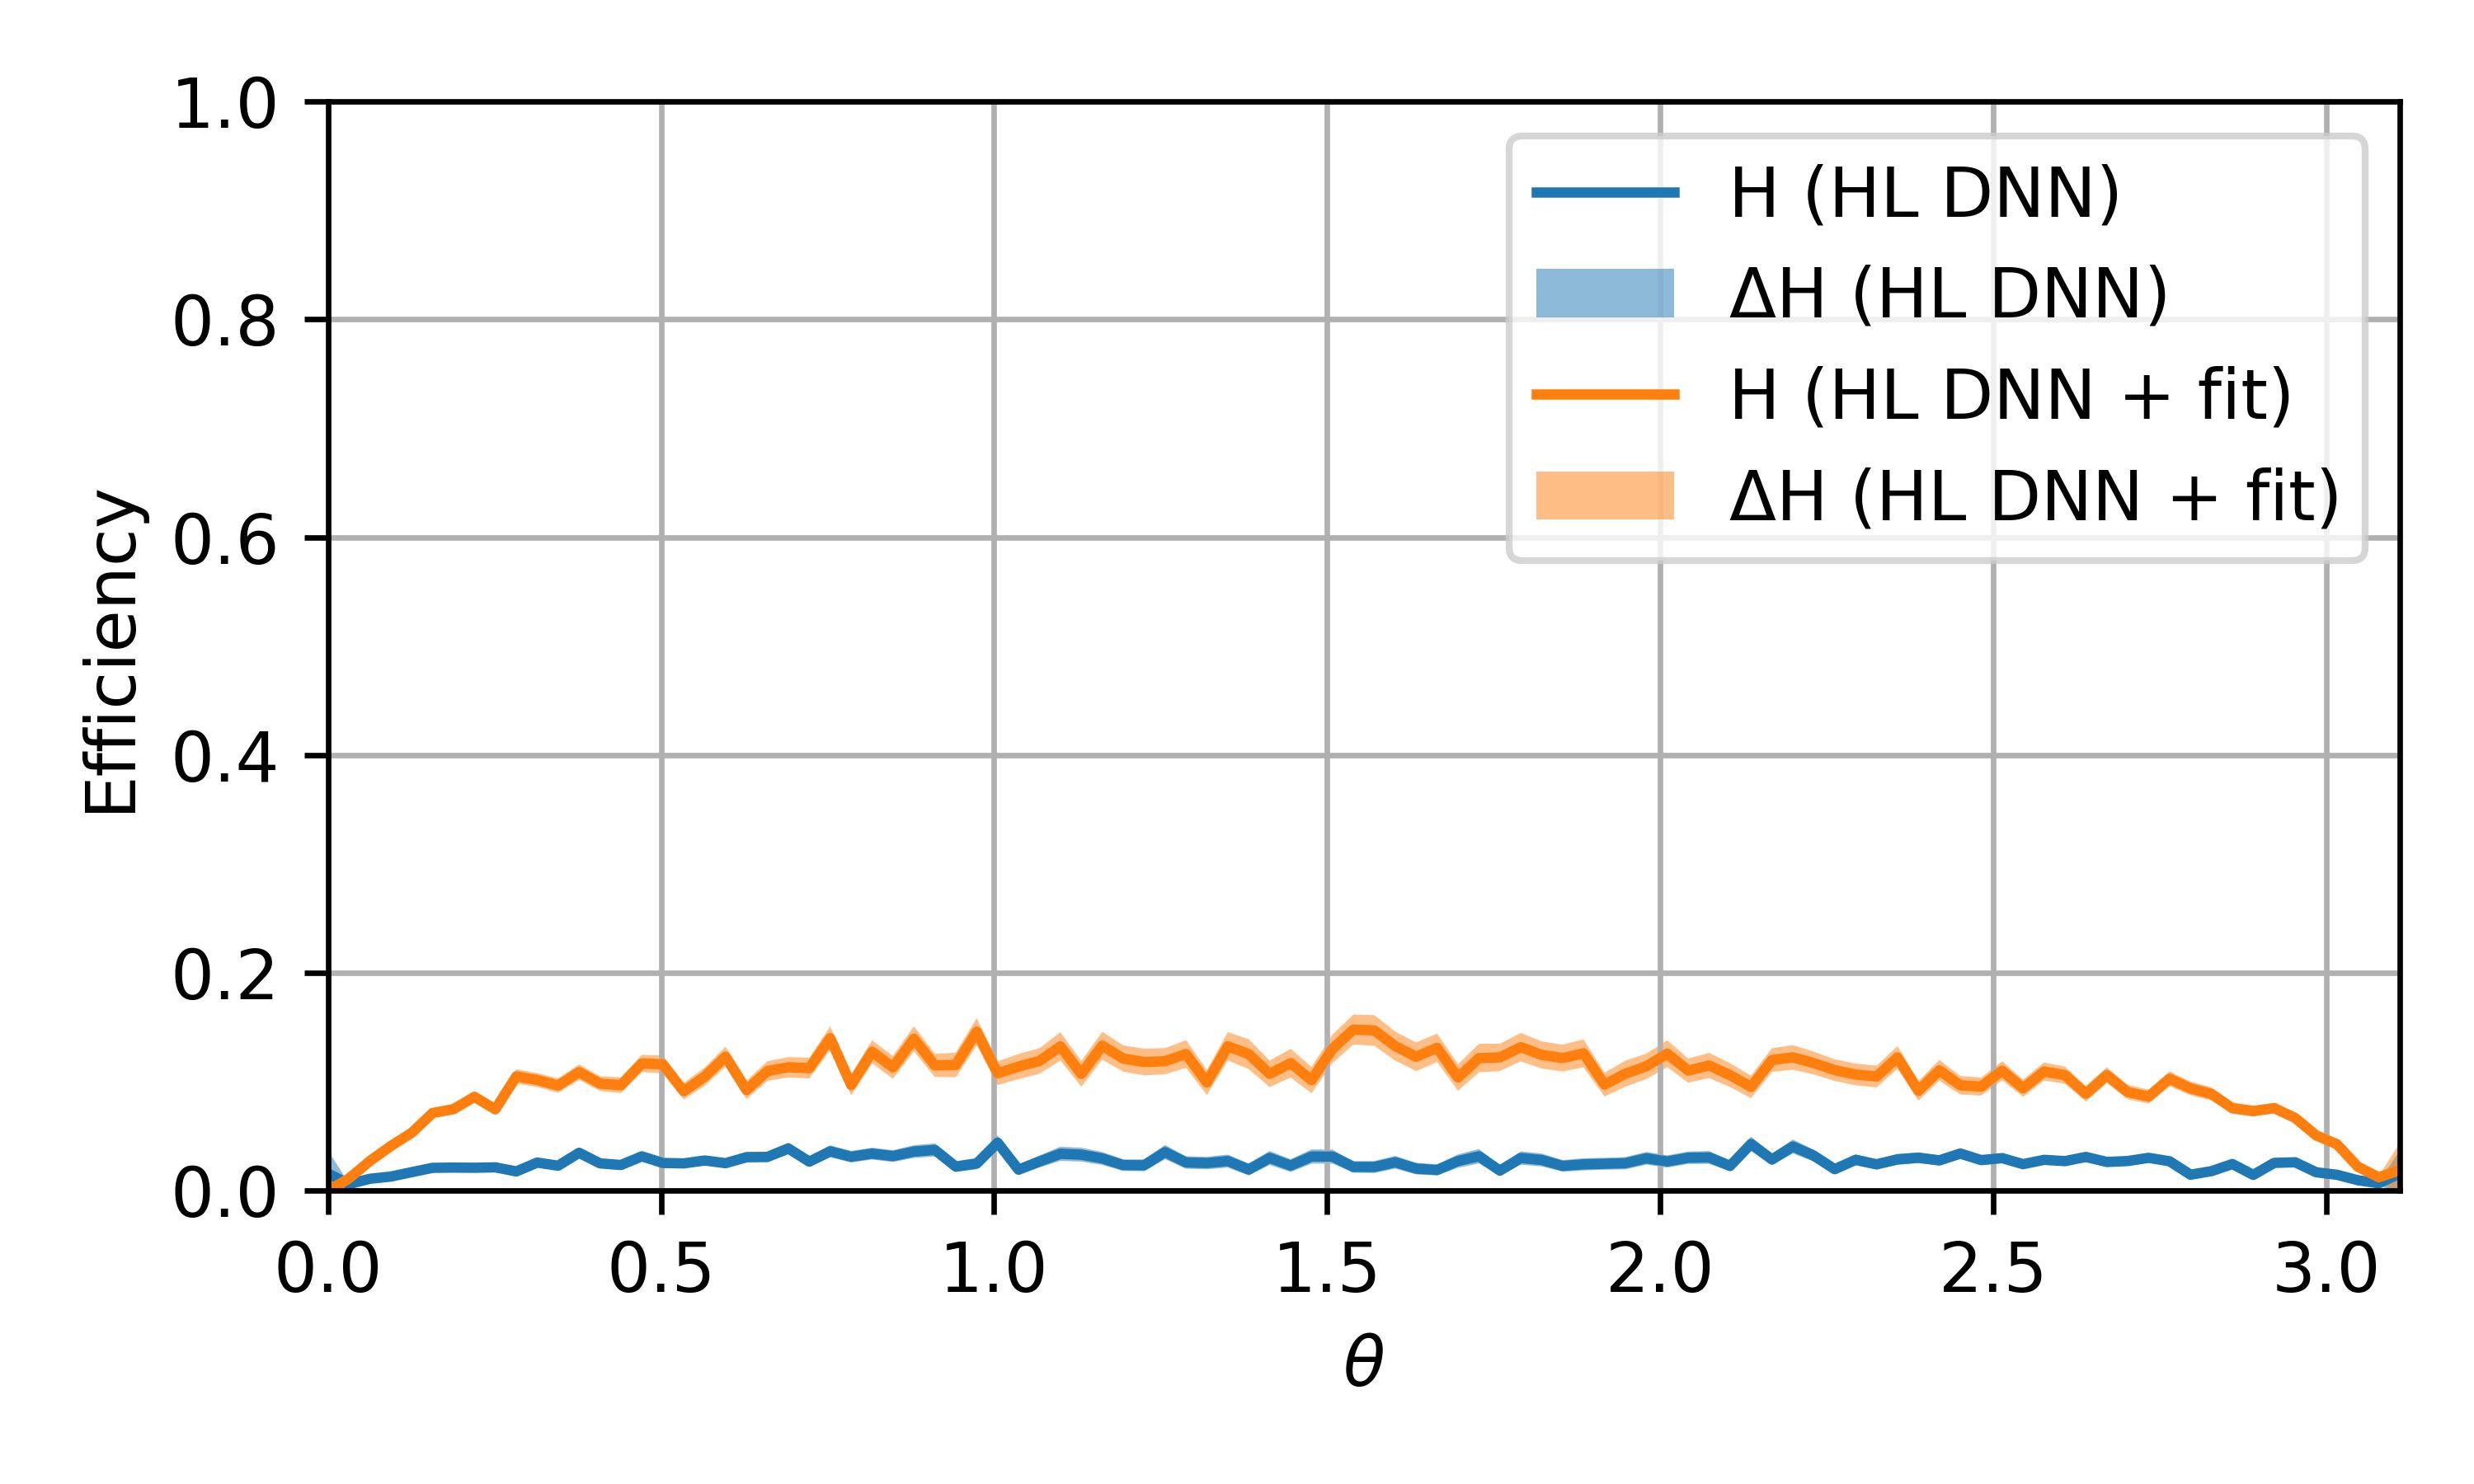 1.0
0.8
0.6
0.4
0.2
0.0
Efficiency
H (HL DNN)
ΔH (HL DNN)
H (HL DNN + fit)
ΔH (HL DNN + fit)
0.0 0.5 1.0 1.5 2.0 2.5 3.0
θ